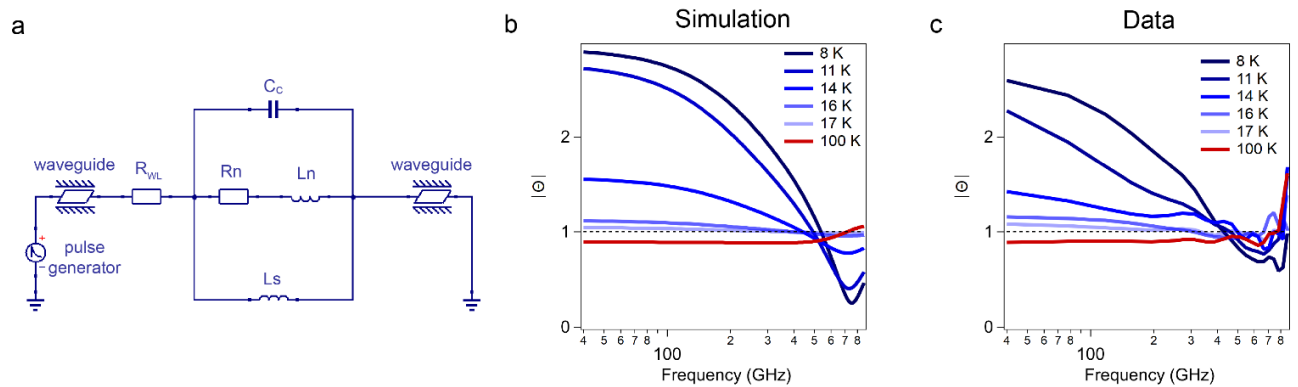 a
waveguide
R_WL
C_C
Rn
Ln
waveguide
+
−
pulse
generator
Ls
b
Simulation
|Θ|
2
1
0
8 K
11 K
14 K
16 K
17 K
100 K
4 5 6 7 8 2 3 4 5 6 7 8
100
Frequency (GHz)
c
Data
|Θ|
2
1
0
8 K
11 K
14 K
16 K
17 K
100 K
4 5 6 7 8 2 3 4 5 6 7 8
100
Frequency (GHz)